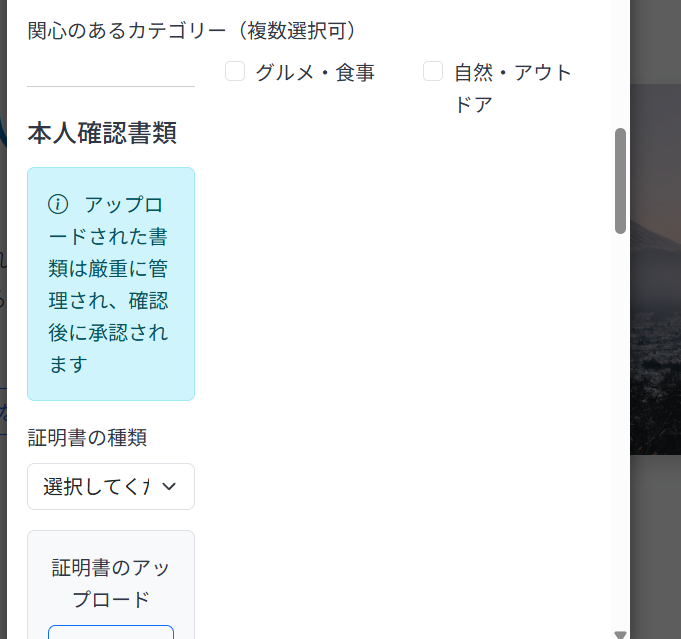 関心のあるカテゴリー（複数選択可）
グルメ・食事
自然・アウト
ドア
本人確認書類
アップロ
ードされた書
類は厳重に管
理され、確認
後に承認され
ます
証明書の種類
選択してくだ
証明書のアッ
プロード